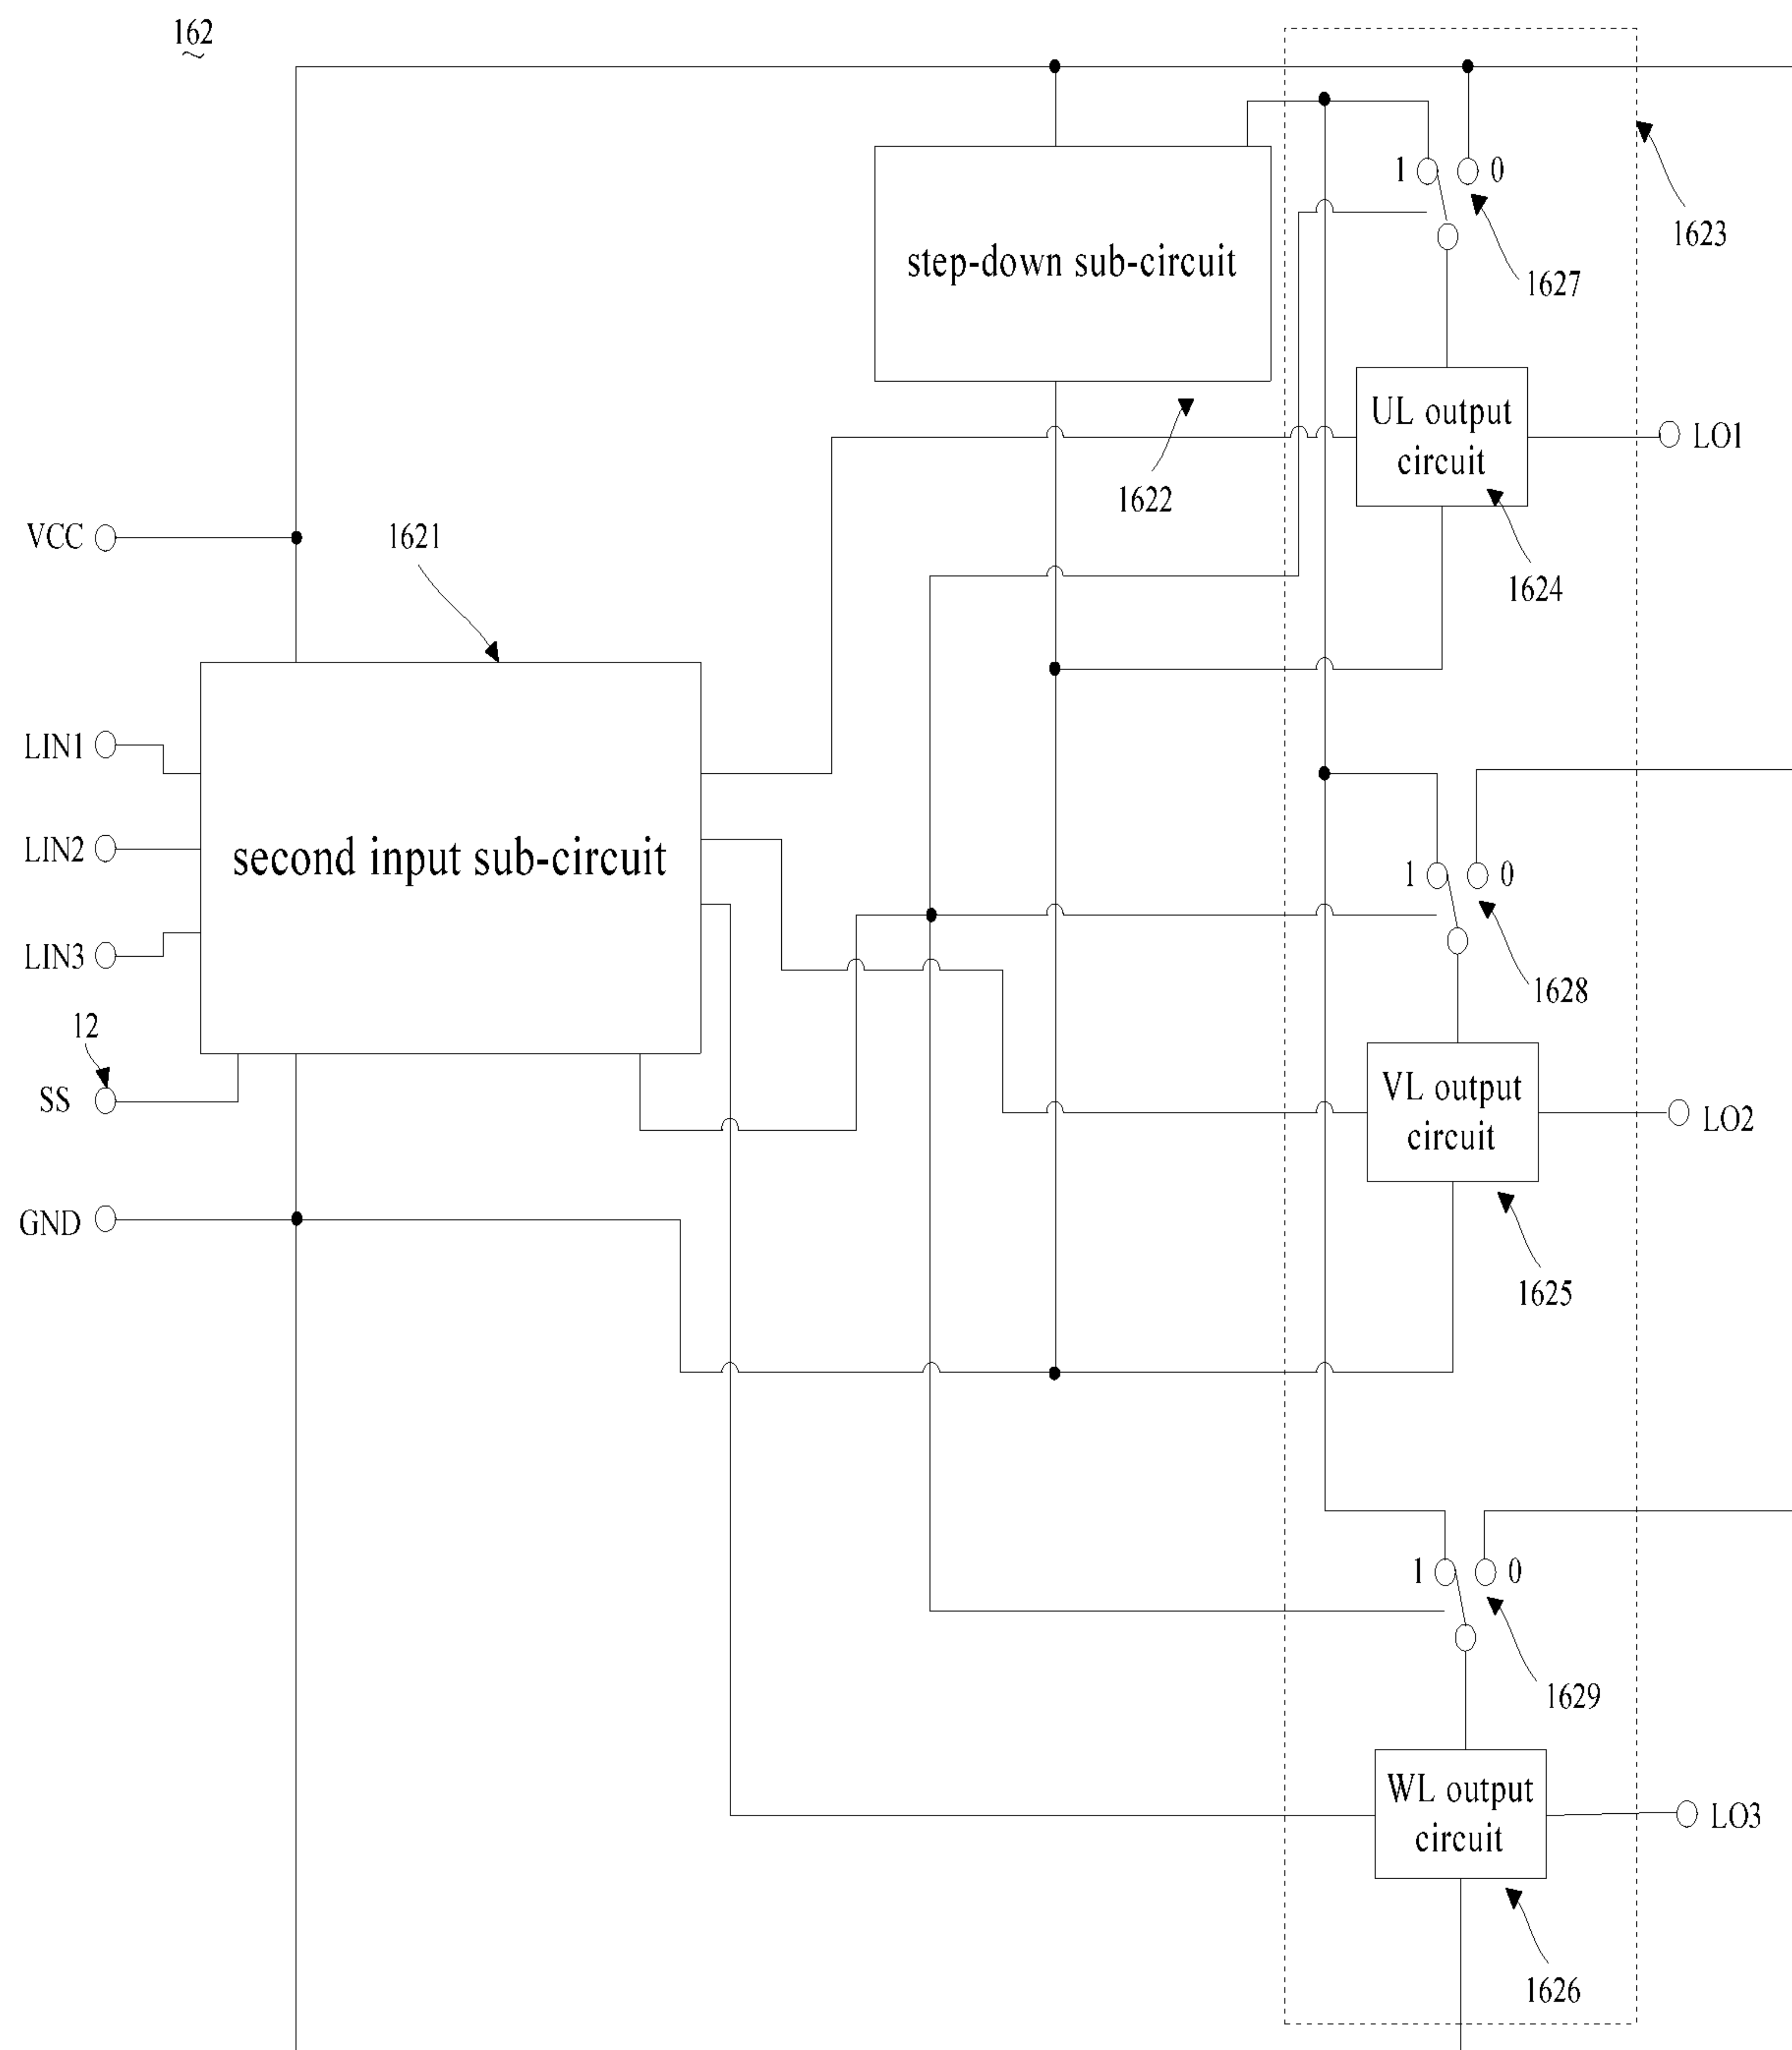 162
1 0
1623
1627
step-down sub-circuit
UL output
circuit
LO1
1622
VCC
1621
1624
LIN1
LIN2
second input sub-circuit
1 0
LIN3
1628
12
SS
VL output
circuit
LO2
GND
1625
1 0
1629
WL output
circuit
LO3
1626